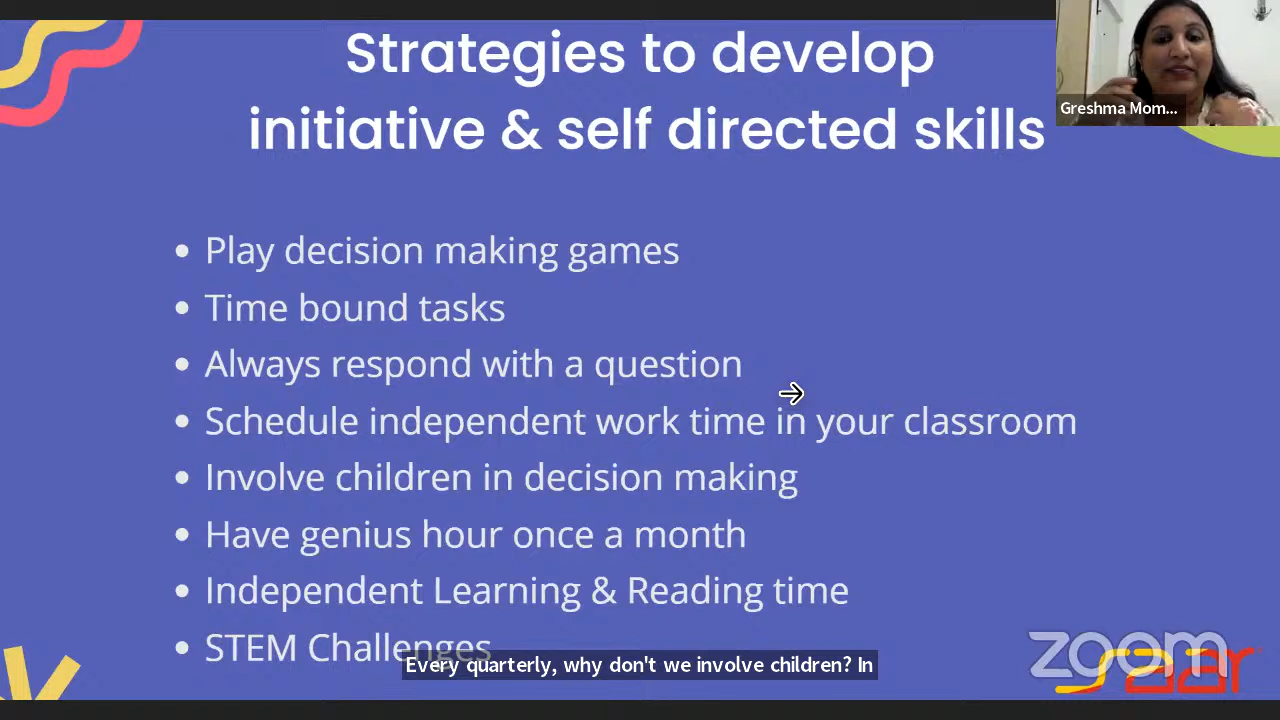 Strategies to develop
initiative & self directed skills
Greshma Mom...
• Play decision making games
• Time bound tasks
• Always respond with a question
• Schedule independent work time in your classroom
• Involve children in decision making
• Have genius hour once a month
• Independent Learning & Reading time
• STEM Challenges
Every quarterly, why don't we involve children? In
zoom
saar